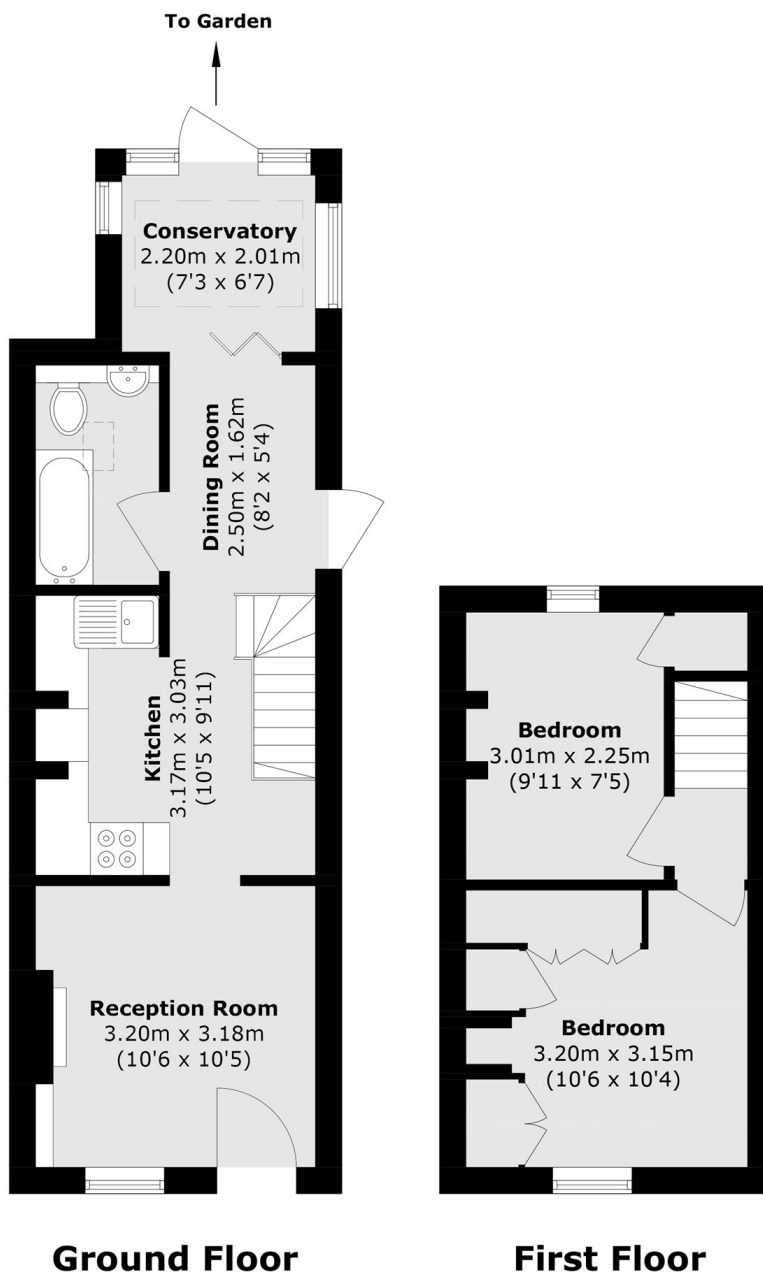 To Garden
Conservatory
2.20m x 2.01m
(7'3 x 6'7)
Dining Room
2.50m x 1.62m
(8'2 x 5'4)
Kitchen
3.17m x 3.03m
(10'5 x 9'11)
Reception Room
3.20m x 3.18m
(10'6 x 10'5)
Ground Floor
Bedroom
3.01m x 2.25m
(9'11 x 7'5)
Bedroom
3.20m x 3.15m
(10'6 x 10'4)
First Floor